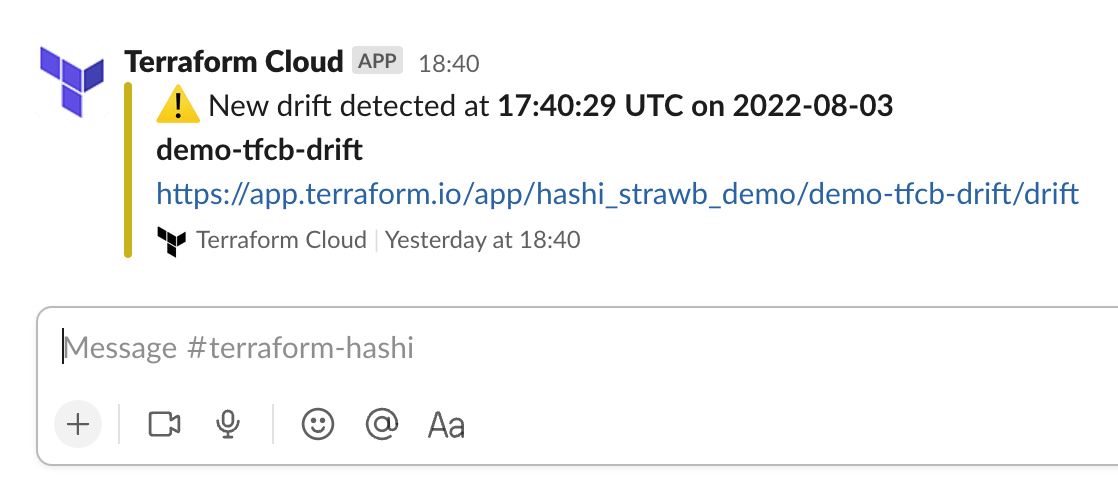 Terraform Cloud APP 18:40
⚠️ New drift detected at 17:40:29 UTC on 2022-08-03
demo-tfcb-drift
https://app.terraform.io/app/hashi_strawb_demo/demo-tfcb-drift/drift
Terraform Cloud | Yesterday at 18:40
Message #terraform-hashi
Aa